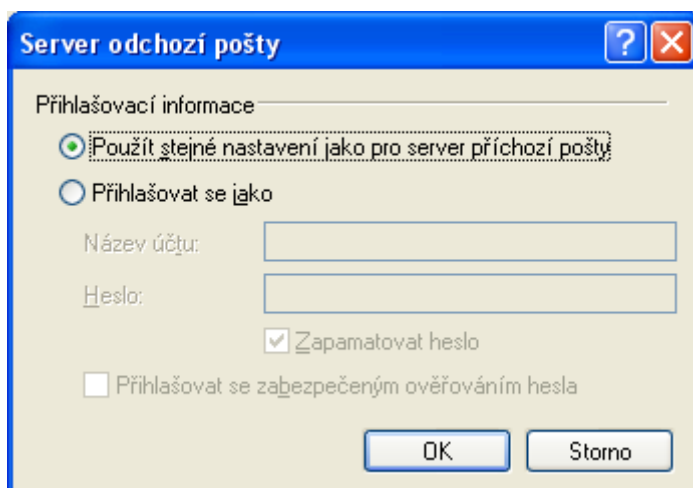 Server odchozí pošty
Přihlašovací informace
Použít stejné nastavení jako pro server příchozí pošty
Přihlašovat se jako
Název účtu:
Heslo:
Zapamatovat heslo
Přihlašovat se zabezpečeným ověřováním hesla
OK Storno